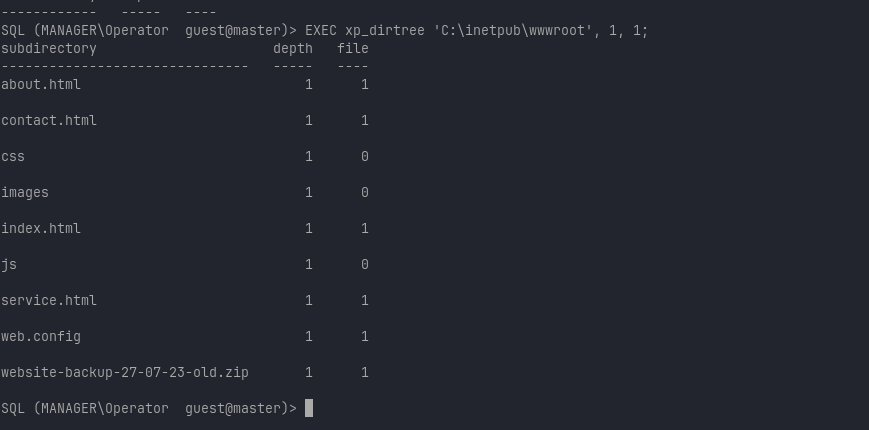 ------------   -----   ----
SQL (MANAGER\Operator  guest@master)> EXEC xp_dirtree 'C:\inetpub\wwwroot', 1, 1;
subdirectory                      depth   file
-------------------------------   -----   ----
about.html                            1      1
contact.html                          1      1
css                                   1      0
images                                1      0
index.html                            1      1
js                                    1      0
service.html                          1      1
web.config                            1      1
website-backup-27-07-23-old.zip       1      1
SQL (MANAGER\Operator  guest@master)>